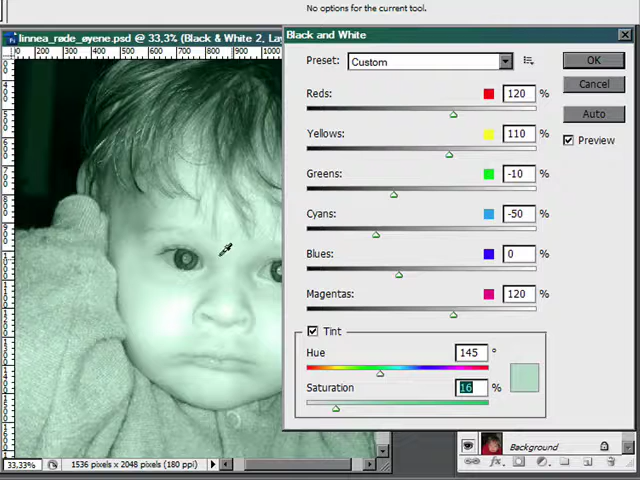 No options for the current tool.
linnea_røde_øyene.psd @ 33,3% (Black & White 2, La
Black and White
Preset: Custom
OK
Cancel
Auto
Preview
Reds: 120 %
Yellows: 110 %
Greens: -10 %
Cyans: -50 %
Blues: 0 %
Magentas: 120 %
Tint
Hue 145 °
Saturation 16 %
Background
33,33% 1536 pixels x 2048 pixels (180 ppi)